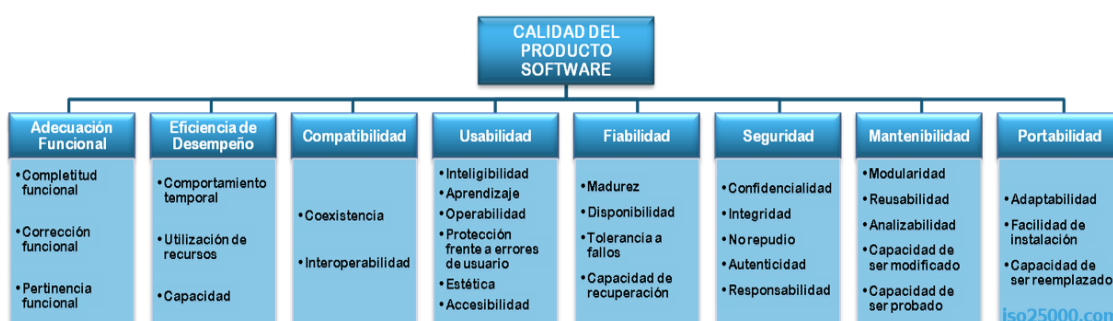 CALIDAD DEL
PRODUCTO
SOFTWARE
Adecuación
Funcional
• Completitud
funcional
• Corrección
funcional
• Pertinencia
funcional
Eficiencia de
Desempeño
• Comportamiento
temporal
• Utilización de
recursos
• Capacidad
Compatibilidad
• Coexistencia
• Interoperabilidad
Usabilidad
• Inteligibilidad
• Aprendizaje
• Operabilidad
• Protección
frente a errores
de usuario
• Estética
• Accesibilidad
Fiabilidad
• Madurez
• Disponibilidad
• Tolerancia a
fallos
• Capacidad de
recuperación
Seguridad
• Confidencialidad
• Integridad
• No repudio
• Autenticidad
• Responsabilidad
Mantenibilidad
• Modularidad
• Reusabilidad
• Analizabilidad
• Capacidad de
ser modificado
• Capacidad de
ser probado
Portabilidad
• Adaptabilidad
• Facilidad de
instalación
• Capacidad de
ser reemplazado
iso25000.com